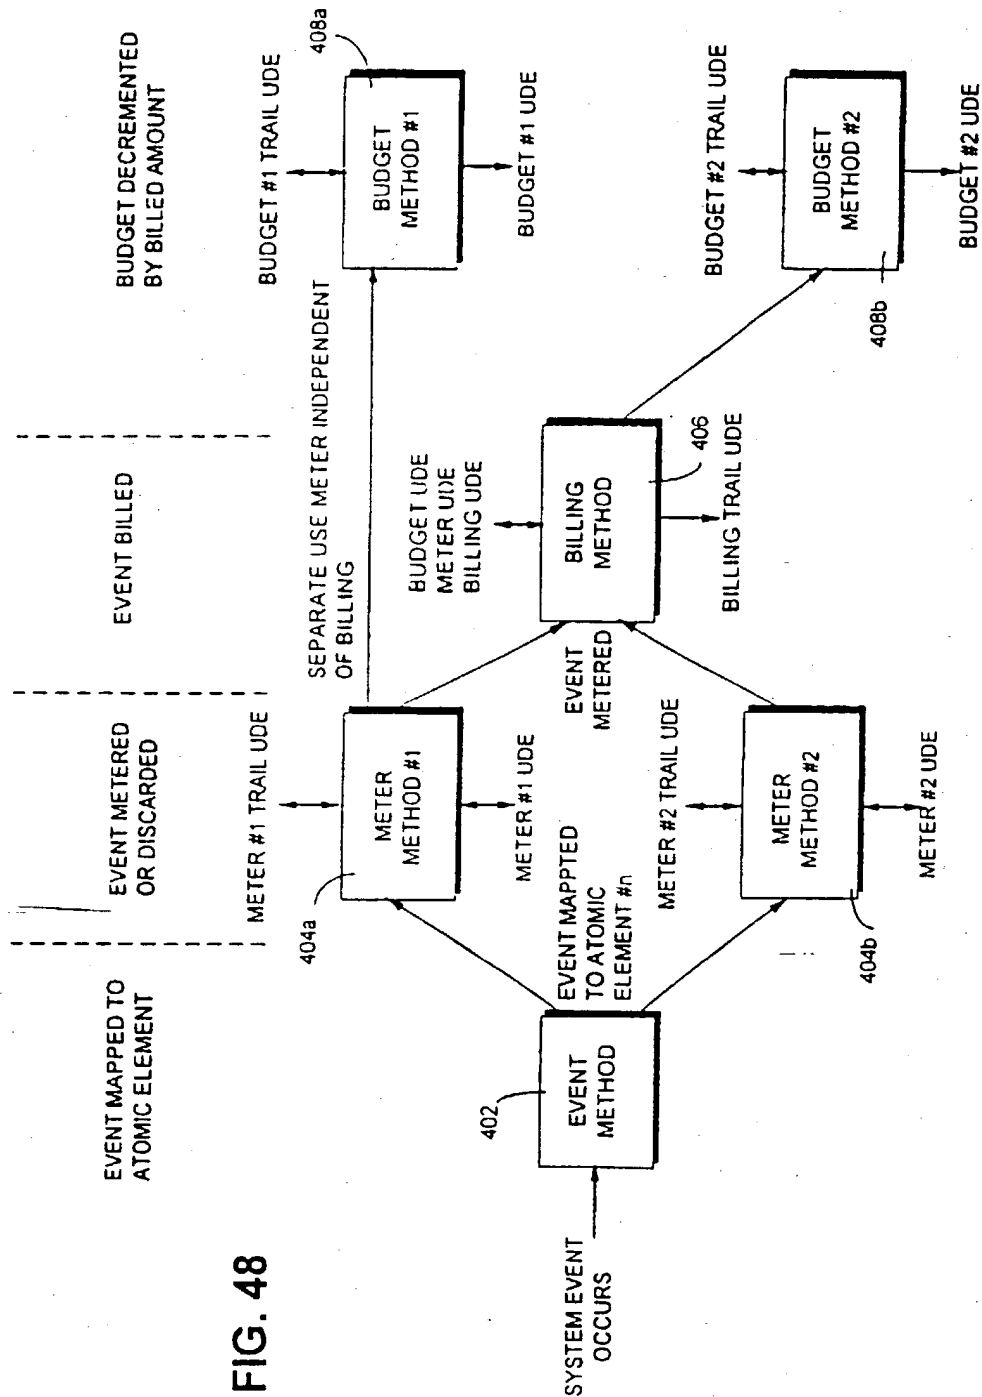 FIG. 48
EVENT MAPPED TO
ATOMIC ELEMENT
EVENT METERED
OR DISCARDED
EVENT BILLED
BUDGET DECREMENTED
BY BILLED AMOUNT
SYSTEM EVENT
OCCURS
402
EVENT
METHOD
EVENT MAPPTED
TO ATOMIC
ELEMENT #n
METER #1 TRAIL UDE
404a
METER
METHOD #1
METER #1 UDE
METER #2 TRAIL UDE
METER
METHOD #2
404b
METER #2 UDE
SEPARATE USE METER INDEPENDENT
OF BILLING
EVENT
METERED
BUDGET UDE
METER UDE
BILLING UDE
BILLING
METHOD
406
BILLING TRAIL UDE
BUDGET #1 TRAIL UDE
408a
BUDGET
METHOD #1
BUDGET #1 UDE
BUDGET #2 TRAIL UDE
BUDGET
METHOD #2
408b
BUDGET #2 UDE